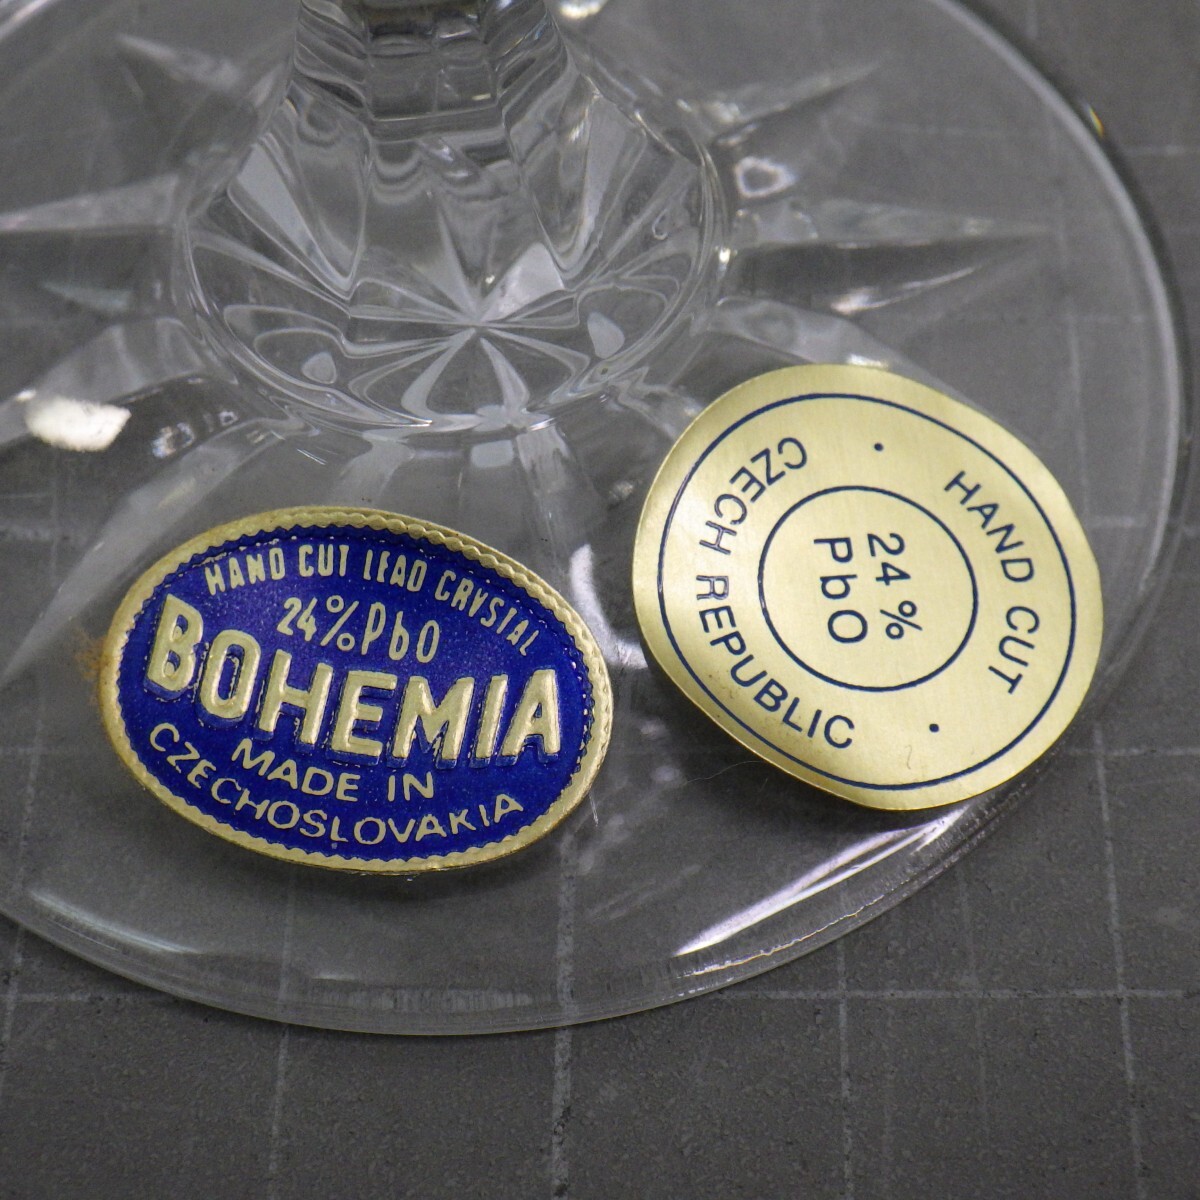 HAND CUT LEAD CRYSTAL
24% PbO
BOHEMIA
MADE IN
CZECHOSLOVAKIA
HAND CUT
CZECH REPUBLIC
24%
PbO